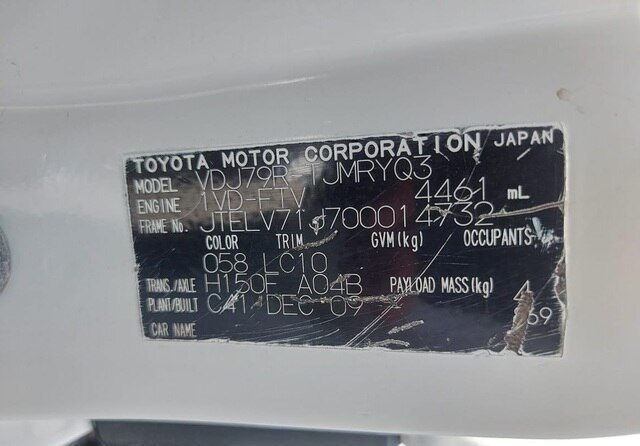 TOYOTA MOTOR CORPORATION JAPAN
MODEL VDJ79R-TJMRYQ3
ENGINE 1VD-FTV 4461 mL
FRAME No. JTELV71J700014732
COLOR TRIM GVM(kg) OCCUPANTS
058 LC10
TRANS./AXLE H150F A04B PAYLOAD MASS(kg)
PLANT/BUILT C41 DEC 09
CAR NAME